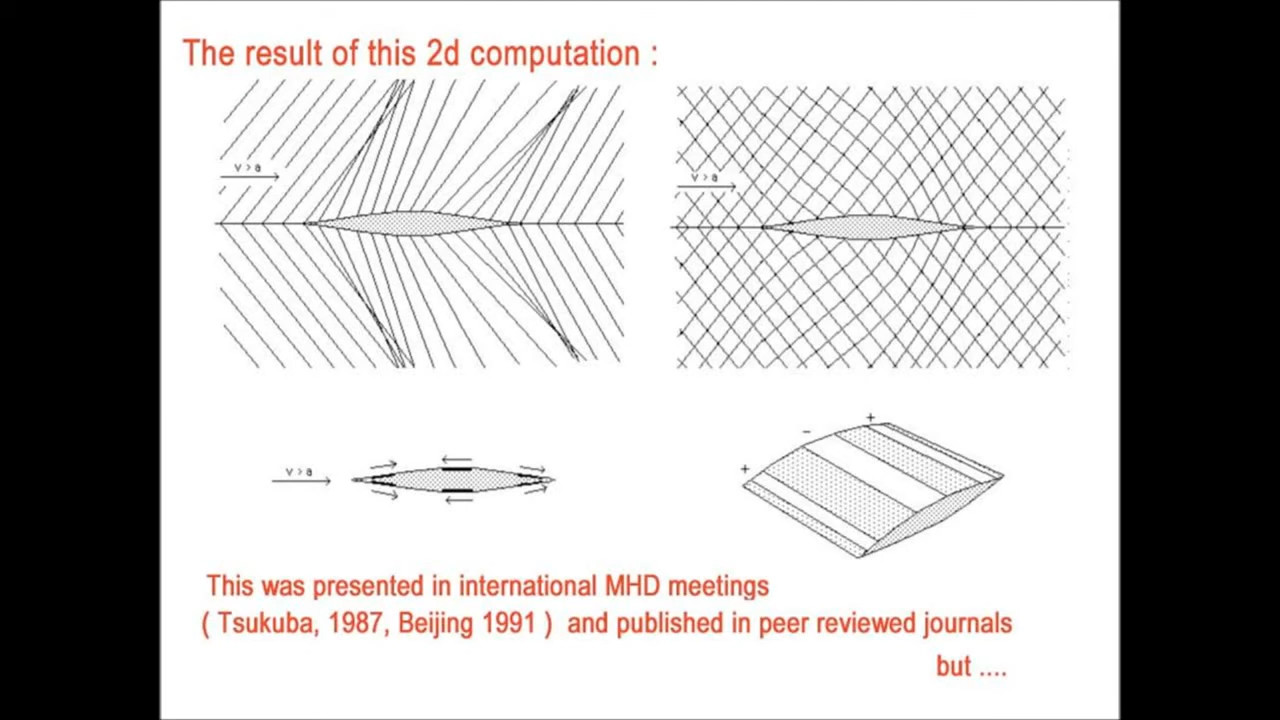 The result of this 2d computation :
V > a
V > a
V > a
+
-
+
This was presented in international MHD meetings
( Tsukuba, 1987, Beijing 1991 ) and published in peer reviewed journals
but ....